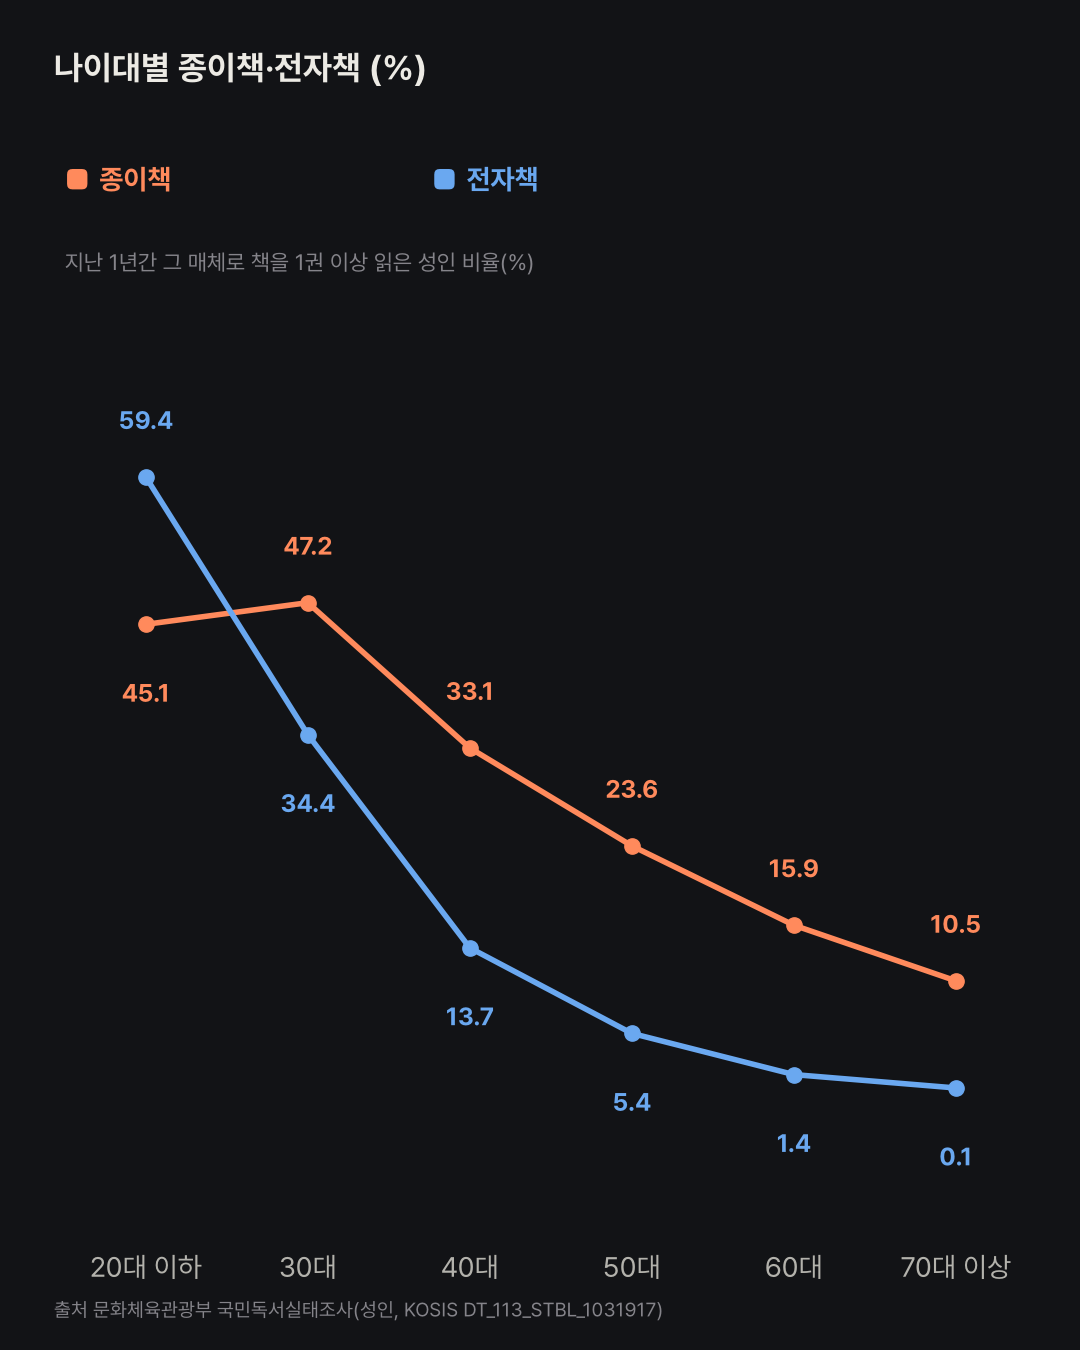 나이대별 종이책·전자책 (%)
종이책 전자책
지난 1년간 그 매체로 책을 1권 이상 읽은 성인 비율(%)
59.4
47.2
45.1
33.1
34.4
23.6
15.9
10.5
13.7
5.4
1.4
0.1
20대 이하 30대 40대 50대 60대 70대 이상
출처 문화체육관광부 국민독서실태조사(성인, KOSIS DT_113_STBL_1031917)